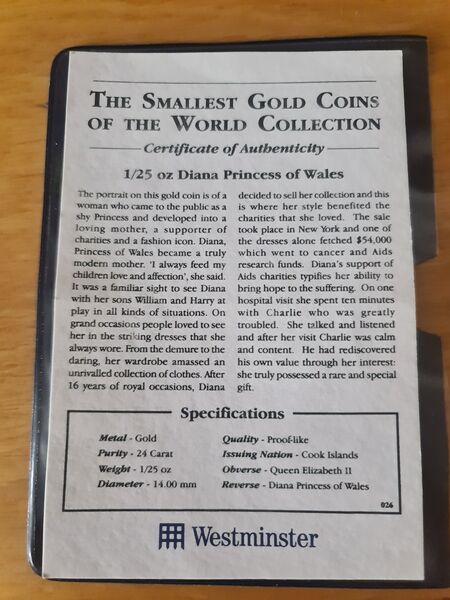 THE SMALLEST GOLD COINS
OF THE WORLD COLLECTION
Certificate of Authenticity
1/25 oz Diana Princess of Wales
The portrait on this gold coin is of a
woman who came to the public as a
shy Princess and developed into a
loving mother, a supporter of
charities and a fashion icon. Diana,
Princess of Wales became a truly
modern mother. 'I always feed my
children love and affection', she said.
It was a familiar sight to see Diana
with her sons William and Harry at
play in all kinds of situations. On
grand occasions people loved to see
her in the striking dresses that she
always wore. From the demure to the
daring, her wardrobe amassed an
unrivalled collection of clothes. After
16 years of royal occasions, Diana
decided to sell her collection and this
is where her style benefited the
charities that she loved. The sale
took place in New York and one of
the dresses alone fetched $54,000
which went to cancer and Aids
research funds. Diana's support of
Aids charities typifies her ability to
bring hope to the suffering. On one
hospital visit she spent ten minutes
with Charlie who was greatly
troubled. She talked and listened
and after her visit Charlie was calm
and content. He had rediscovered
his own value through her interest:
she truly possessed a rare and special
gift.
Specifications
Metal - Gold
Purity - 24 Carat
Weight - 1/25 oz
Diameter - 14.00 mm
Quality - Proof-like
Issuing Nation - Cook Islands
Obverse - Queen Elizabeth II
Reverse - Diana Princess of Wales
026
Westminster